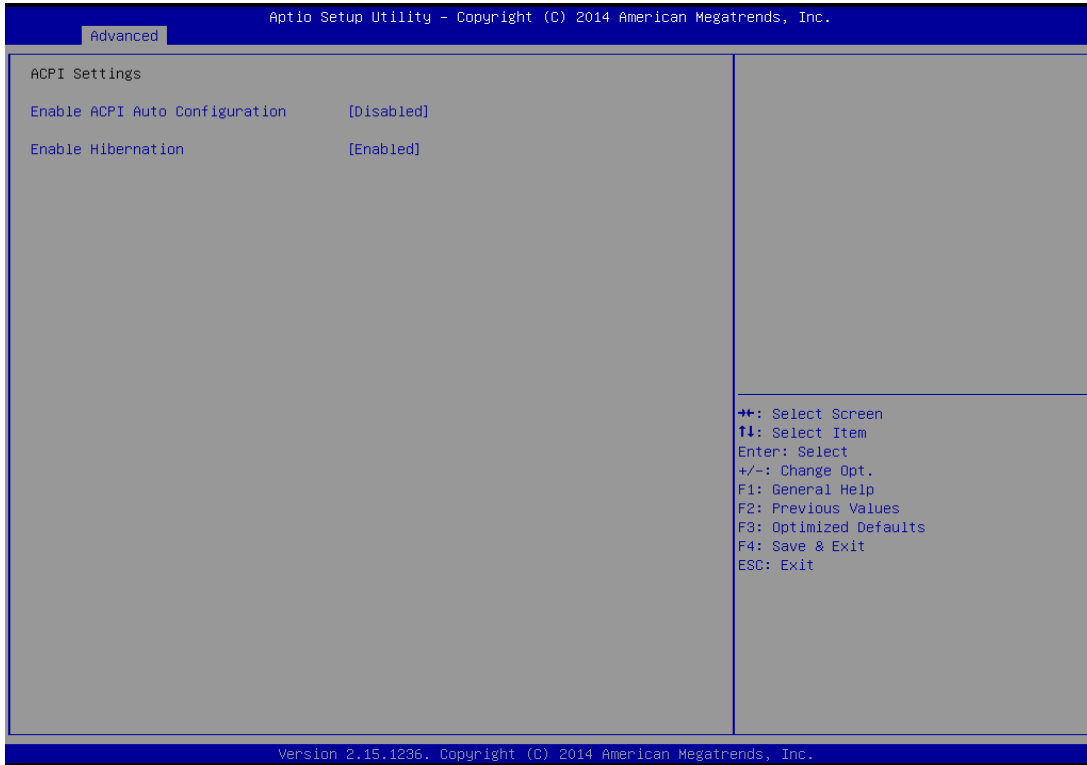 Aptio Setup Utility – Copyright (C) 2014 American Megatrends, Inc.
Advanced
ACPI Settings
Enable ACPI Auto Configuration [Disabled]
Enable Hibernation [Enabled]
→←: Select Screen
↑↓: Select Item
Enter: Select
+/-: Change Opt.
F1: General Help
F2: Previous Values
F3: Optimized Defaults
F4: Save & Exit
ESC: Exit
Version 2.15.1236. Copyright (C) 2014 American Megatrends, Inc.